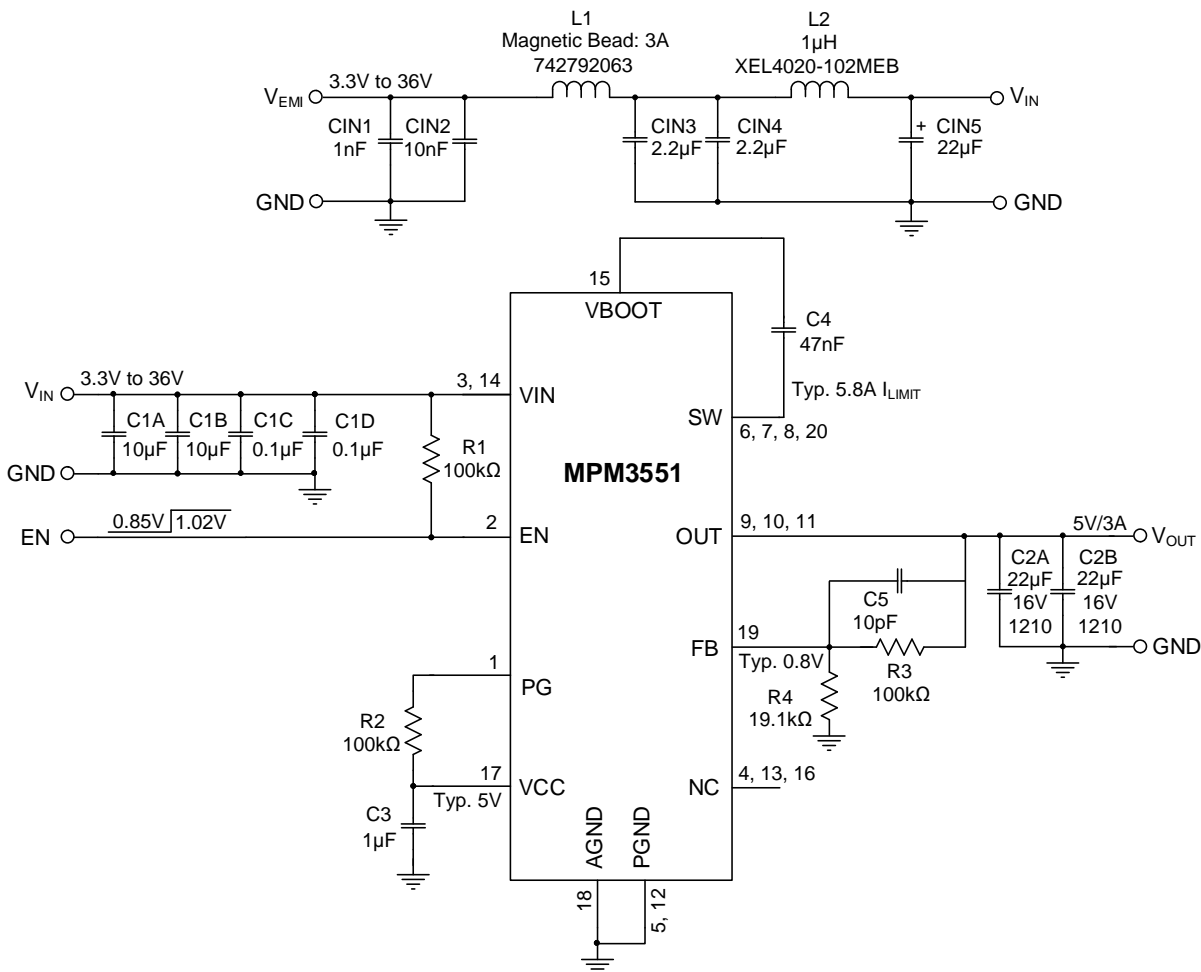 L1
Magnetic Bead: 3A
742792063
L2
1µH
XEL4020-102MEB
VEMI
3.3V to 36V
VIN
CIN1
1nF
CIN2
10nF
CIN3
2.2µF
CIN4
2.2µF
+
CIN5
22µF
GND
GND
15
VBOOT
C4
47nF
Typ. 5.8A ILIMIT
VIN
3.3V to 36V
3, 14
VIN
SW
6, 7, 8, 20
C1A
10µF
C1B
10µF
C1C
0.1µF
C1D
0.1µF
R1
100kΩ
GND
MPM3551
EN
0.85V
1.02V
2
EN
OUT
9, 10, 11
5V/3A
VOUT
C2A
22µF
16V
1210
C2B
22µF
16V
1210
C5
10pF
GND
FB
19
Typ. 0.8V
R3
100kΩ
R4
19.1kΩ
1
PG
R2
100kΩ
17
VCC
Typ. 5V
NC
4, 13, 16
C3
1µF
AGND
PGND
18
5, 12